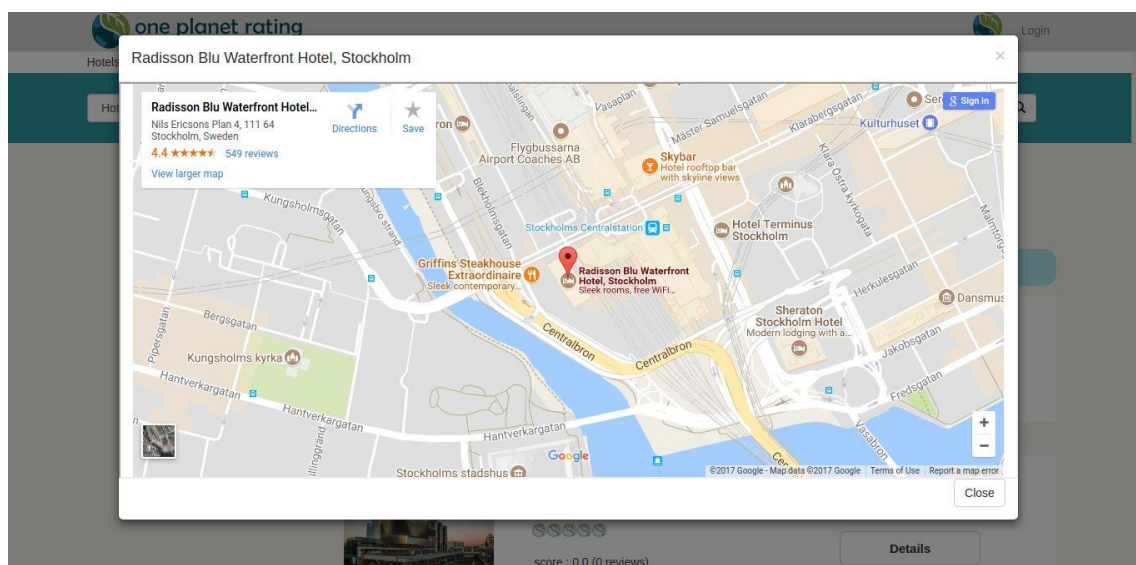 one planet rating
Login
Hotels
Radisson Blu Waterfront Hotel, Stockholm
×
Radisson Blu Waterfront Hotel...
Nils Ericsons Plan 4, 111 64
Stockholm, Sweden
4.4
549 reviews
View larger map
Directions
Save
Sign in
Vasaplan
Mäster Samuelsgatan
Klarabergsgatan
Kulturhuset
Flygbussarna
Airport Coaches AB
Skybar
Hotel rooftop bar
with skyline views
Klara Östra kyrkogata
Kungsholmsgatan
Kungsbro strand
Blekholmsgatan
Stockholms Centralstation
Hotel Terminus
Stockholm
Griffins Steakhouse
Extraordinaire
Sleek contemporary...
Radisson Blu Waterfront
Hotel, Stockholm
Sleek rooms, free WiFi...
Herkulesgatan
Dansmus
Sheraton
Stockholm Hotel
Modern lodging with a...
Jakobsgatan
Fredsgatan
Bergsgatan
Pipersgatan
Kungsholms kyrka
Centralbron
Centralbron
Hantverkargatan
Hantverkargatan
Hantverkargatan
Vasabron
Stockholms stadshus
Google
+
−
©2017 Google - Map data ©2017 Google
Terms of Use
Report a map error
Close
score : 0.0 (0 reviews)
Details